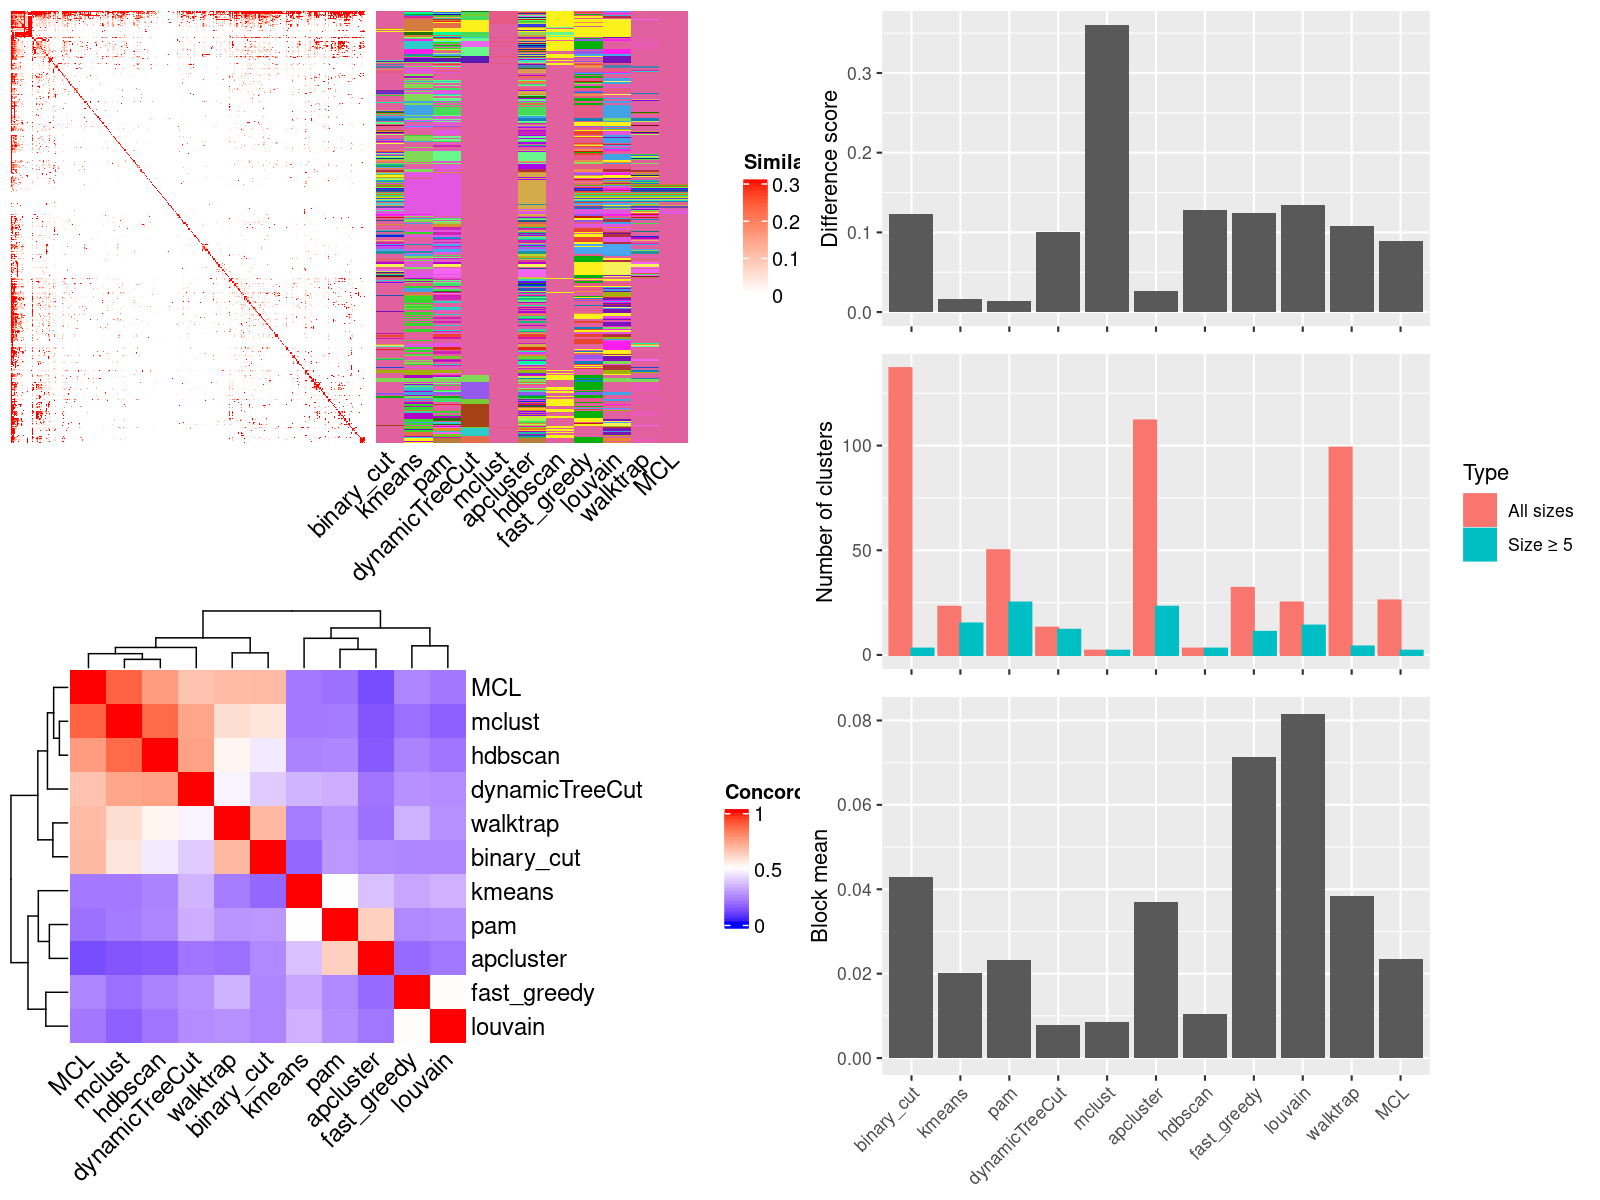 Simila
0.3
0.2
0.1
0
binary_cut
kmeans
pam
dynamicTreeCut
mclust
apcluster
hdbscan
fast_greedy
louvain
walktrap
MCL
MCL
mclust
hdbscan
dynamicTreeCut
walktrap
binary_cut
kmeans
pam
apcluster
fast_greedy
louvain
MCL
mclust
hdbscan
dynamicTreeCut
walktrap
binary_cut
kmeans
pam
apcluster
fast_greedy
louvain
Concord
1
0.5
0
Difference score
0.3
0.2
0.1
0.0
Number of clusters
100
50
0
Type
All sizes
Size ≥ 5
Block mean
0.08
0.06
0.04
0.02
0.00
binary_cut
kmeans
pam
dynamicTreeCut
mclust
apcluster
hdbscan
fast_greedy
louvain
walktrap
MCL